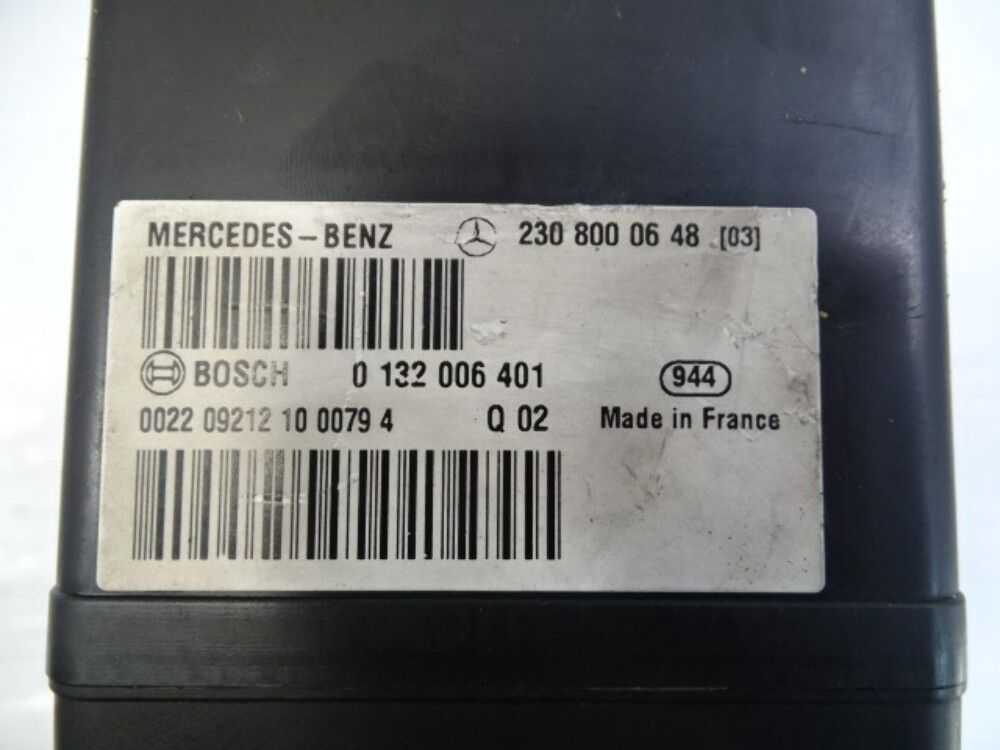 MERCEDES-BENZ 230 800 06 48 [03]
BOSCH 0 132 006 401 944
0022 09212 10 0079 4 Q 02 Made in France